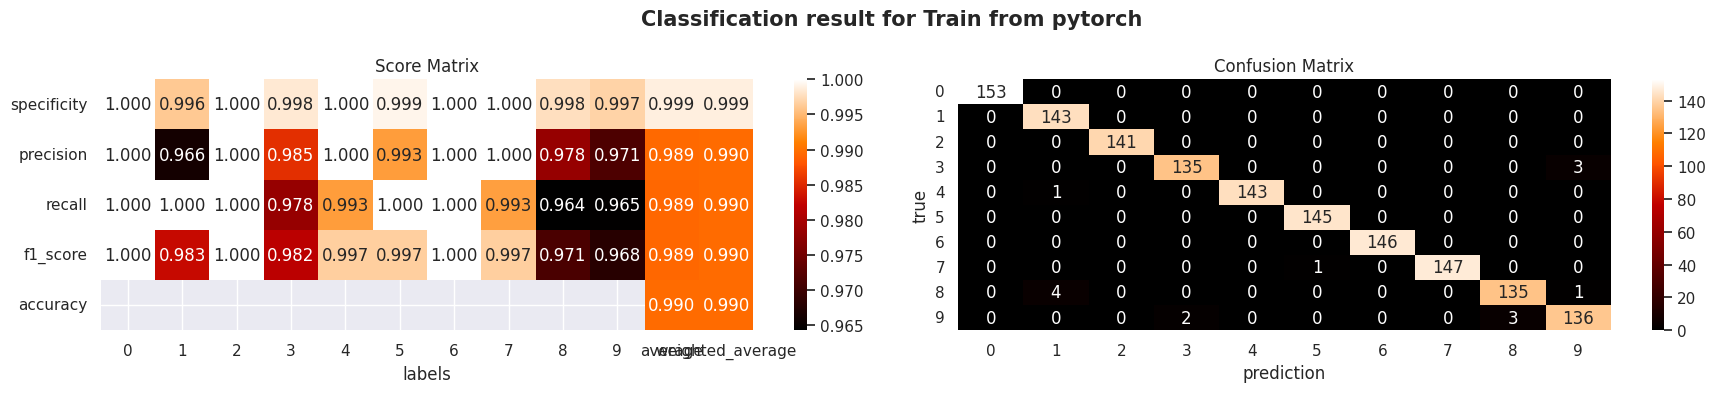 Classification result for Train from pytorch
Score Matrix
specificity 1.000 0.996 1.000 0.998 1.000 0.999 1.000 1.000 0.998 0.997 0.999 0.999
precision 1.000 0.966 1.000 0.985 1.000 0.993 1.000 1.000 0.978 0.971 0.989 0.990
recall 1.000 1.000 1.000 0.978 0.993 1.000 1.000 0.993 0.964 0.965 0.989 0.990
f1_score 1.000 0.983 1.000 0.982 0.997 0.997 1.000 0.997 0.971 0.968 0.989 0.990
accuracy 0.990 0.990
0 1 2 3 4 5 6 7 8 9 average weighted_average
labels
1.000
0.995
0.990
0.985
0.980
0.975
0.970
0.965
Confusion Matrix
true
0 153 0 0 0 0 0 0 0 0 0
1 0 143 0 0 0 0 0 0 0 0
2 0 0 141 0 0 0 0 0 0 0
3 0 0 0 135 0 0 0 0 0 3
4 0 1 0 0 143 0 0 0 0 0
5 0 0 0 0 0 145 0 0 0 0
6 0 0 0 0 0 0 146 0 0 0
7 0 0 0 0 0 1 0 147 0 0
8 0 4 0 0 0 0 0 0 135 1
9 0 0 0 2 0 0 0 0 3 136
0 1 2 3 4 5 6 7 8 9
prediction
140
120
100
80
60
40
20
0